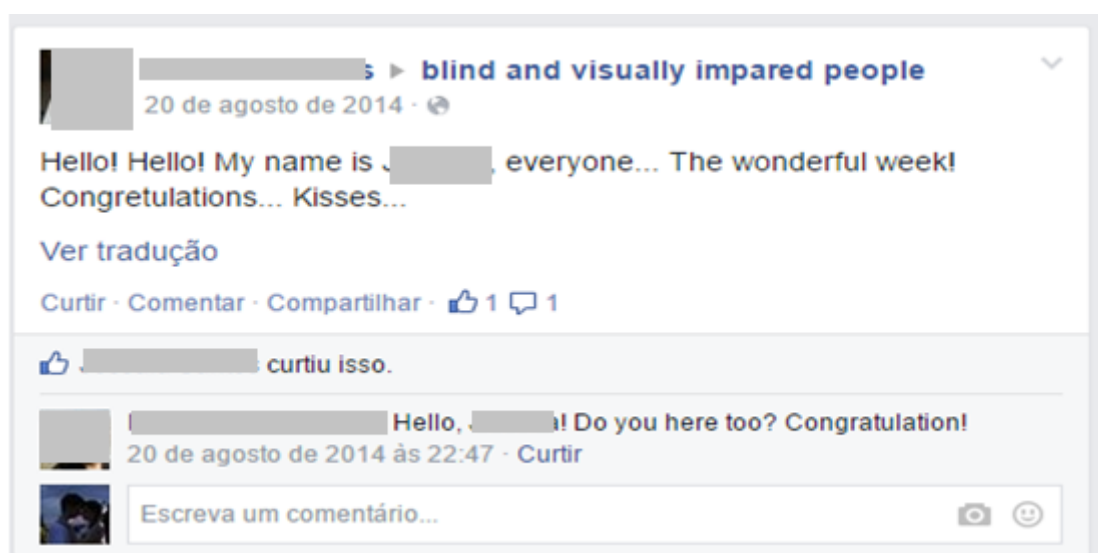 ▸ blind and visually impared people
20 de agosto de 2014 ·
Hello! Hello! My name is , everyone... The wonderful week!
Congretulations... Kisses...
Ver tradução
Curtir · Comentar · Compartilhar · 1 1
curtiu isso.
Hello, ! Do you here too? Congratulation!
20 de agosto de 2014 às 22:47 · Curtir
Escreva um comentário...